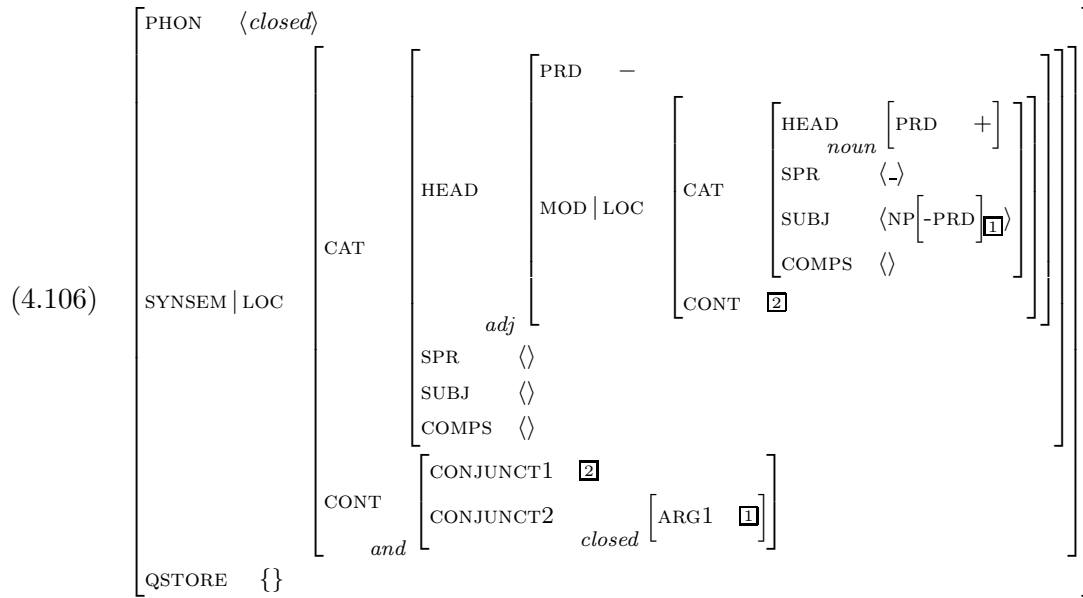 PHON ⟨closed⟩
PRD −
HEAD noun [PRD +]
SPR ⟨_⟩
CAT
HEAD
MOD | LOC
SUBJ ⟨NP[-PRD]1⟩
CAT
COMPS ⟨⟩
(4.106) SYNSEM | LOC
CONT 2
adj
SPR ⟨⟩
SUBJ ⟨⟩
COMPS ⟨⟩
CONJUNCT1 2
CONT
CONJUNCT2 closed [ARG1 1]
and
QSTORE {}